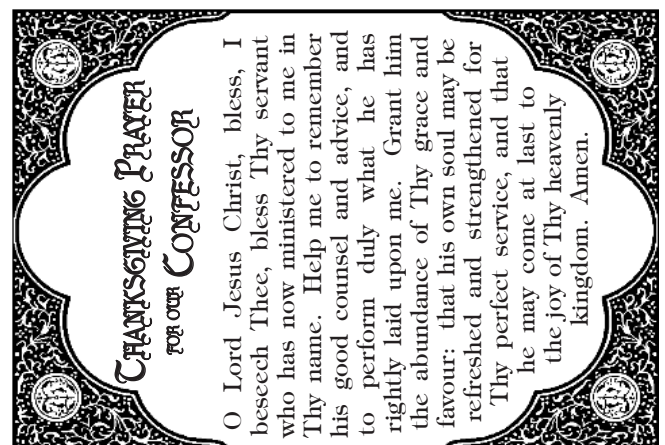 THANKSGIVING PRAYER
FOR OUR CONFESSOR
O Lord Jesus Christ, bless, I
beseech Thee, bless Thy servant
who has now ministered to me in
Thy name. Help me to remember
his good counsel and advice, and
to perform duly what he has
rightly laid upon me. Grant him
the abundance of Thy grace and
favour: that his own soul may be
refreshed and strengthened for
Thy perfect service, and that
he may come at last to
the joy of Thy heavenly
kingdom. Amen.